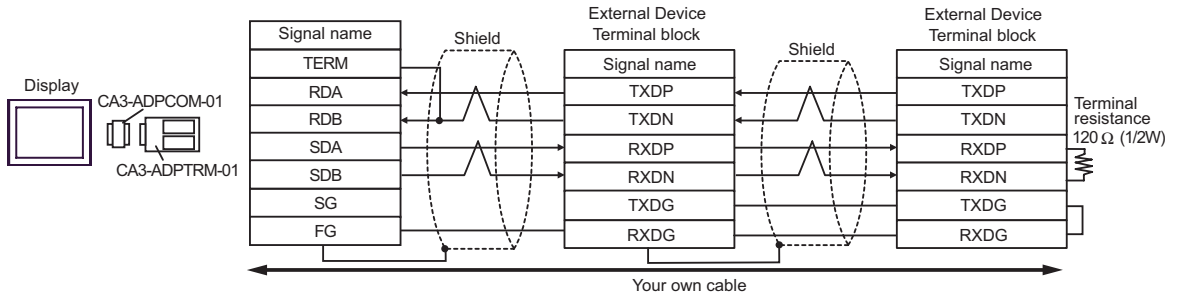 Display
CA3-ADPCOM-01
CA3-ADPTRM-01
Signal name
TERM
RDA
RDB
SDA
SDB
SG
FG
Shield
External Device
Terminal block
Signal name
TXDP
TXDN
RXDP
RXDN
TXDG
RXDG
Shield
External Device
Terminal block
Signal name
TXDP
TXDN
RXDP
RXDN
TXDG
RXDG
Terminal
resistance
120 Ω (1/2W)
Your own cable